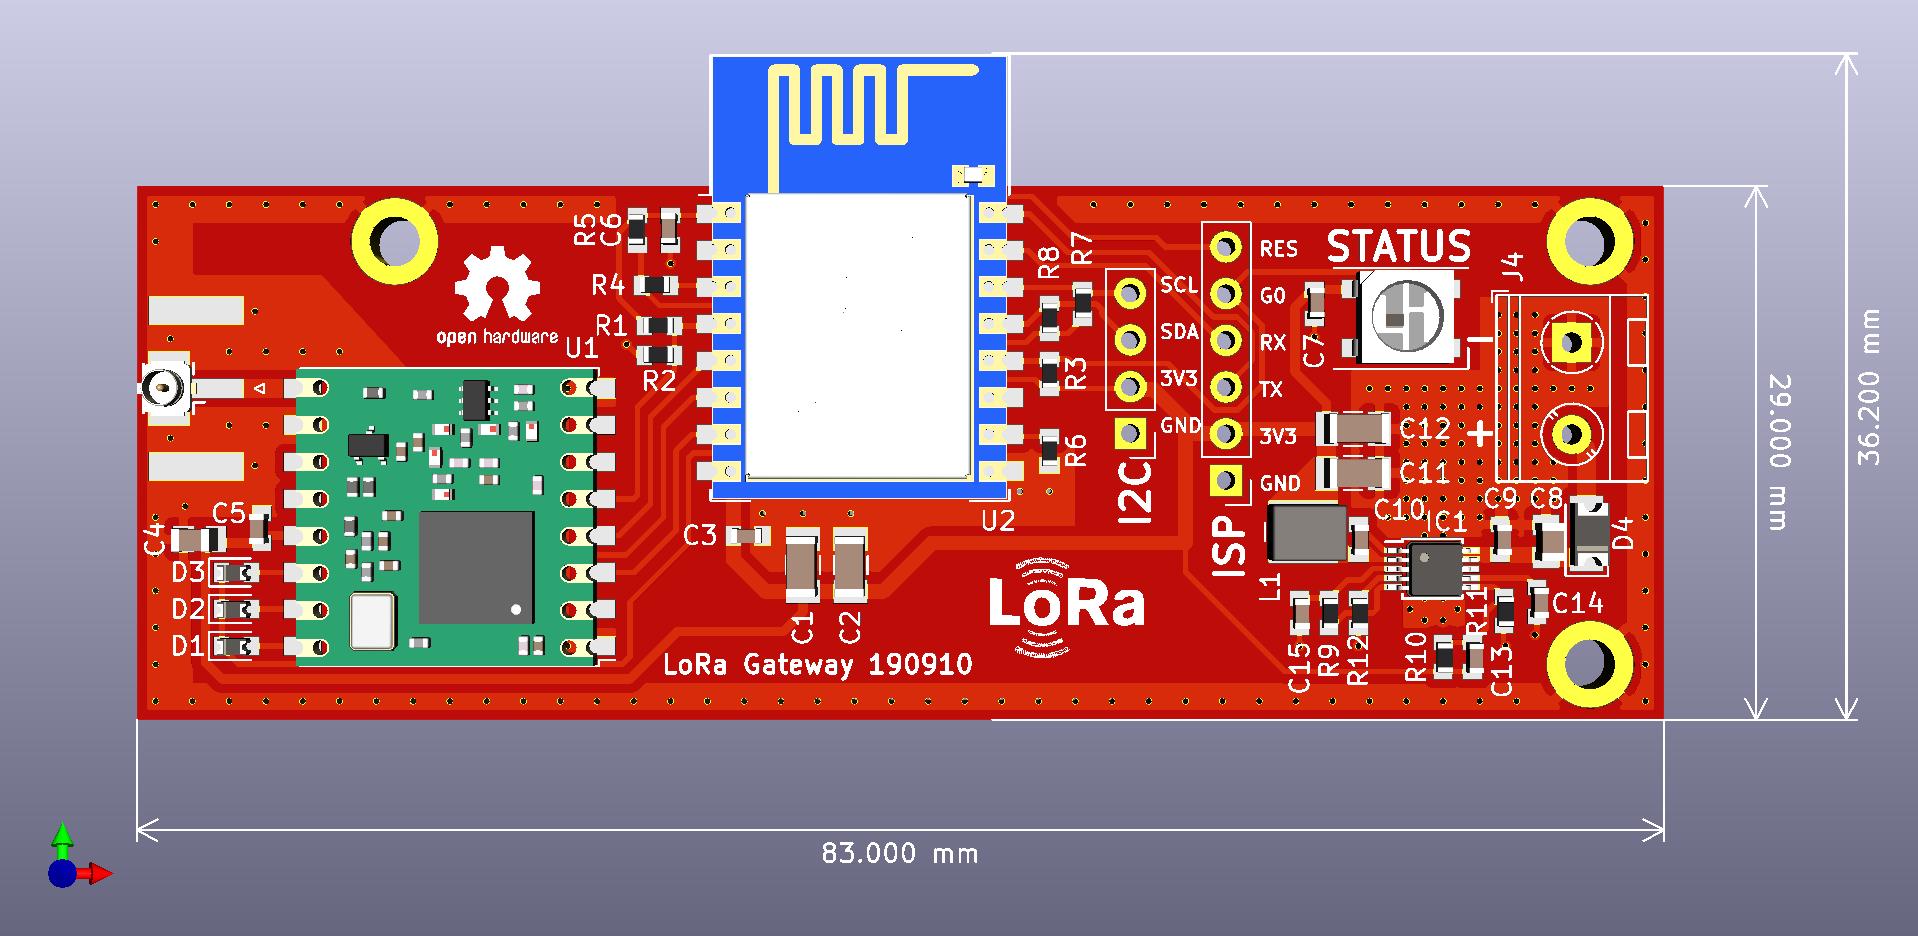 R5
C6
R4
R1
R2
U1
open hardware
R8
R7
R3
R6
SCL
SDA
3V3
GND
I2C
RES
G0
RX
TX
3V3
GND
ISP
STATUS
J4
C7
−
+
C12
C11
C10
IC1
C9
C8
D4
L1
U2
C3
C1
C2
C5
C4
D3
D2
D1
LoRa
LoRa Gateway 190910
C15
R9
R12
R10
R11
C13
C14
29.000 mm
36.200 mm
83.000 mm